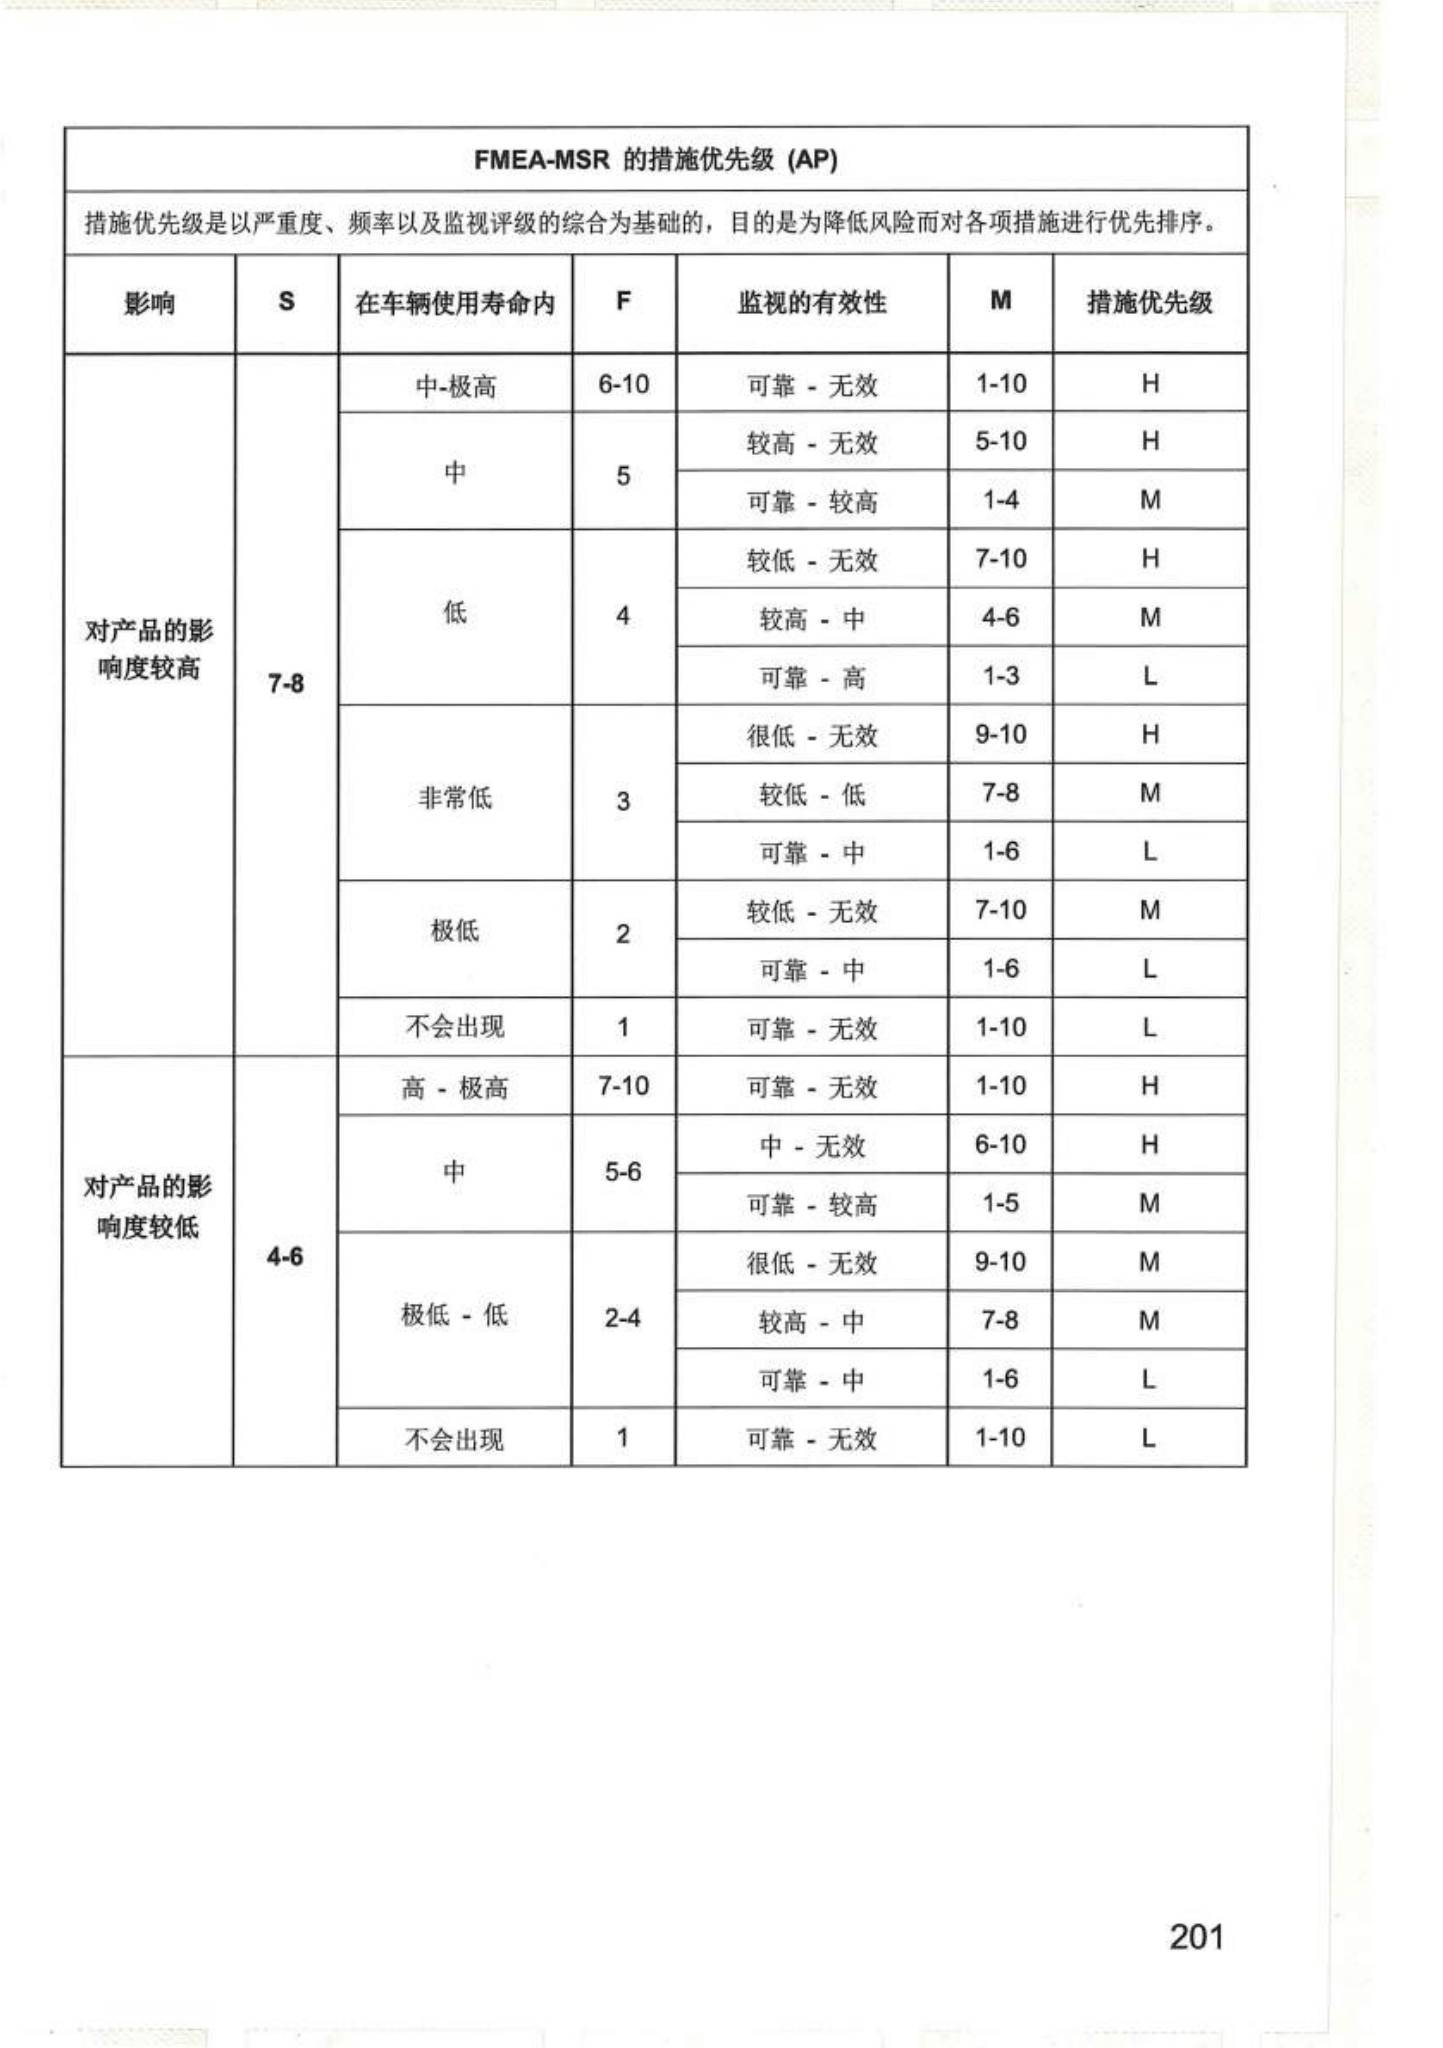 FMEA-MSR 的措施优先级 (AP)
措施优先级是以严重度、频率以及监视评级的综合为基础的，目的是为降低风险而对各项措施进行优先排序。
影响 S 在车辆使用寿命内 F 监视的有效性 M 措施优先级
对产品的影
响度较高
7-8
中-极高 6-10 可靠 - 无效 1-10 H
中 5 较高 - 无效 5-10 H
可靠 - 较高 1-4 M
低 4 较低 - 无效 7-10 H
较高 - 中 4-6 M
可靠 - 高 1-3 L
非常低 3 很低 - 无效 9-10 H
较低 - 低 7-8 M
可靠 - 中 1-6 L
极低 2 较低 - 无效 7-10 M
可靠 - 中 1-6 L
不会出现 1 可靠 - 无效 1-10 L
对产品的影
响度较低
4-6
高 - 极高 7-10 可靠 - 无效 1-10 H
中 5-6 中 - 无效 6-10 H
可靠 - 较高 1-5 M
极低 - 低 2-4 很低 - 无效 9-10 M
较高 - 中 7-8 M
可靠 - 中 1-6 L
不会出现 1 可靠 - 无效 1-10 L
201